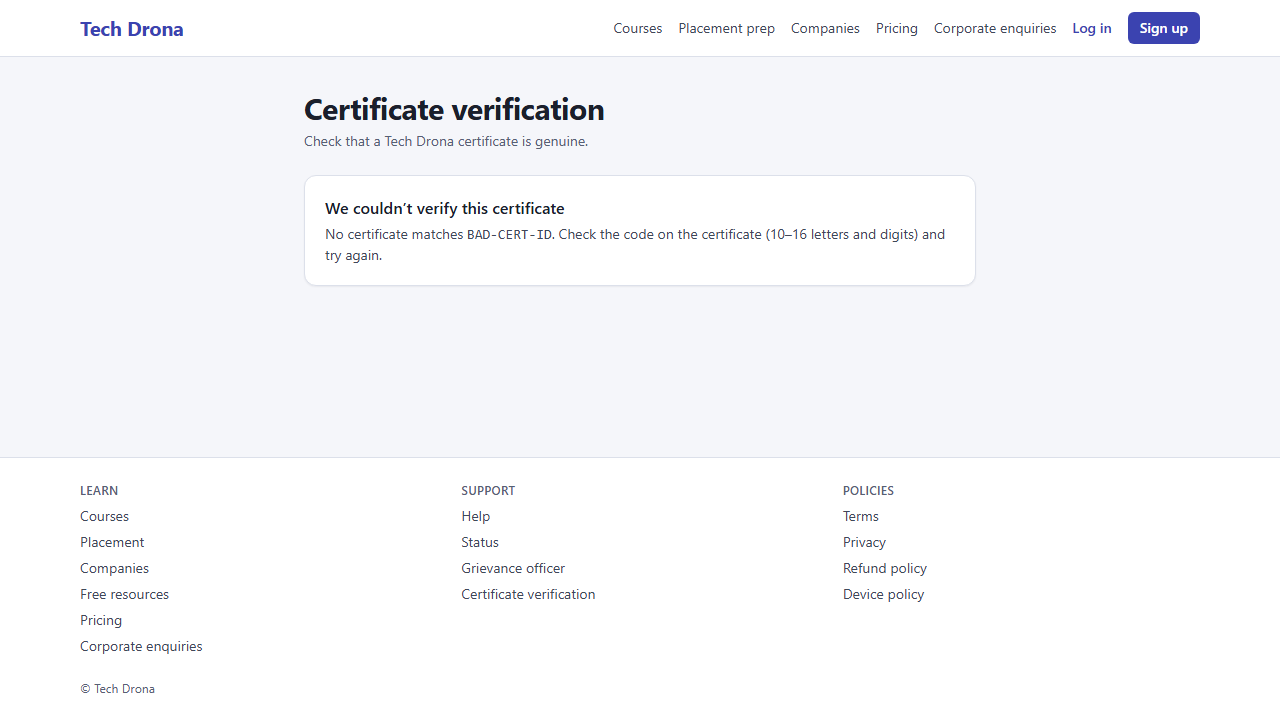 Tech Drona
Courses Placement prep Companies Pricing Corporate enquiries Log in Sign up
Certificate verification
Check that a Tech Drona certificate is genuine.
We couldn’t verify this certificate
No certificate matches BAD-CERT-ID. Check the code on the certificate (10–16 letters and digits) and
try again.
LEARN
Courses
Placement
Companies
Free resources
Pricing
Corporate enquiries
SUPPORT
Help
Status
Grievance officer
Certificate verification
POLICIES
Terms
Privacy
Refund policy
Device policy
© Tech Drona